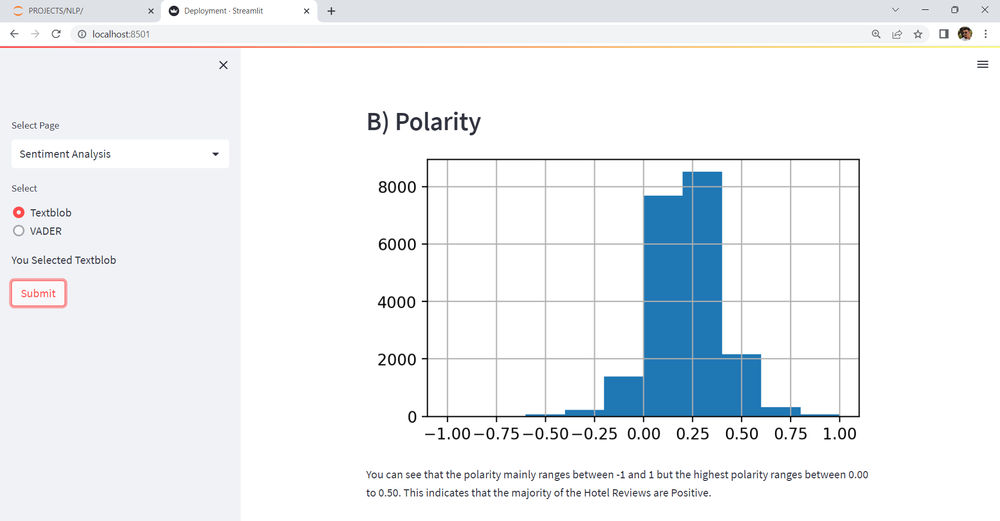 PROJECTS/NLP/
Deployment · Streamlit
localhost:8501
Select Page
Sentiment Analysis
Select
Textblob
VADER
You Selected Textblob
Submit
B) Polarity
8000
6000
4000
2000
0
−1.00 −0.75 −0.50 −0.25 0.00 0.25 0.50 0.75 1.00
You can see that the polarity mainly ranges between -1 and 1 but the highest polarity ranges between 0.00
to 0.50. This indicates that the majority of the Hotel Reviews are Positive.